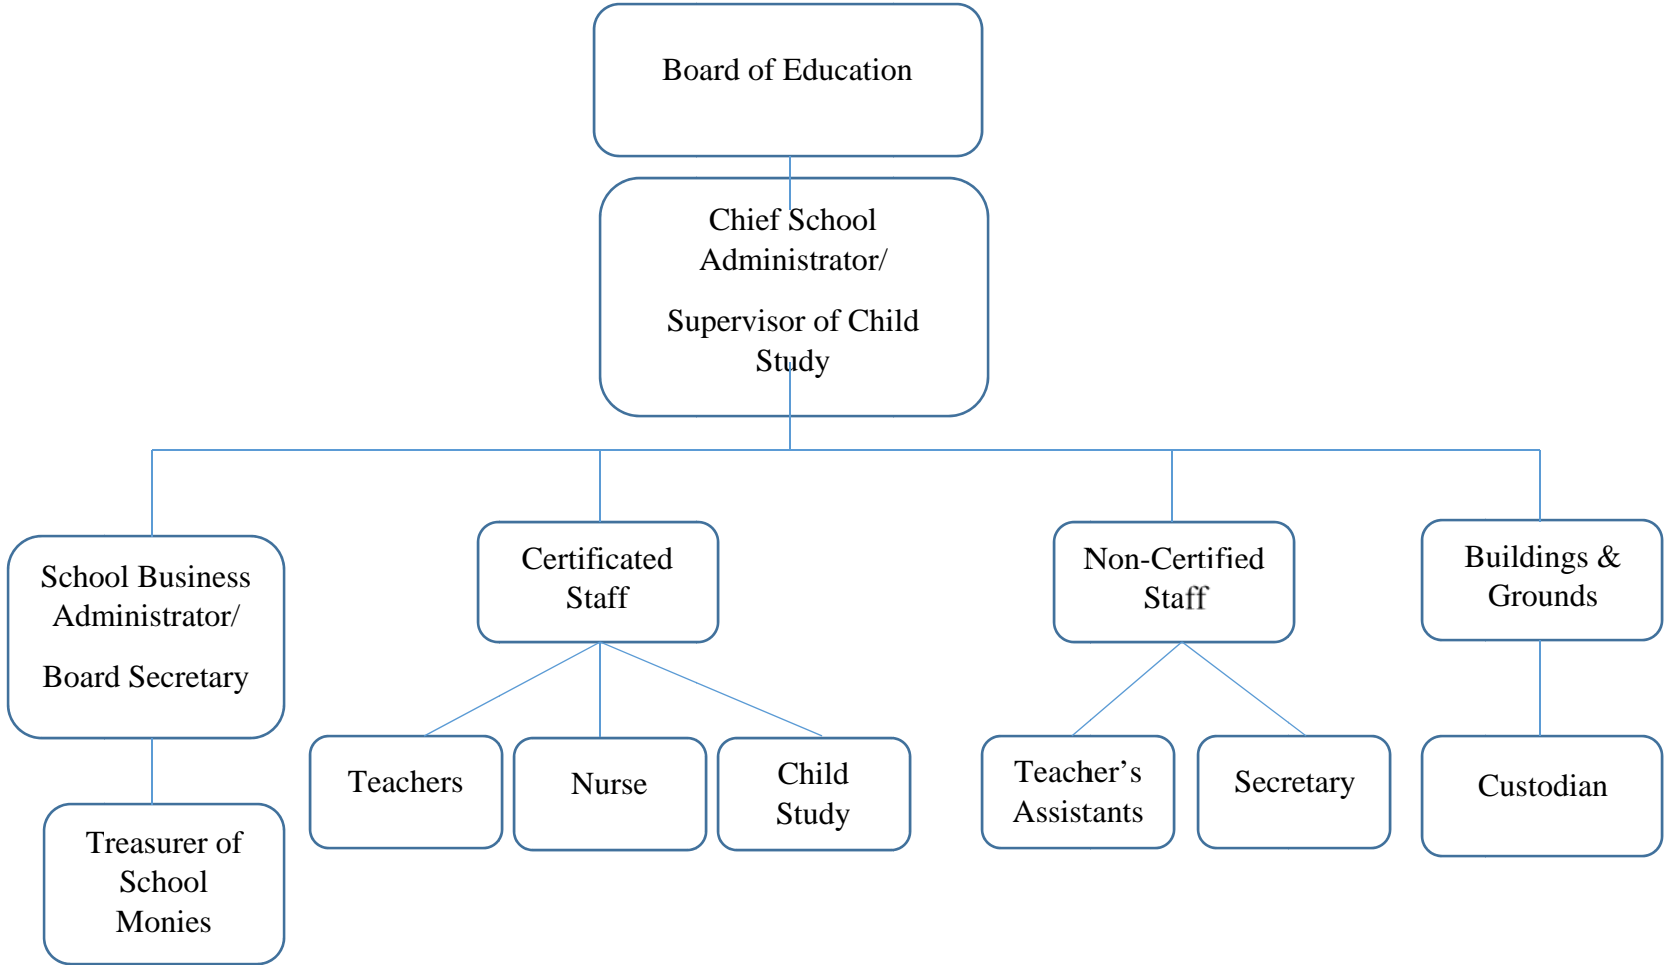 Board of Education
Chief School
Administrator/
Supervisor of Child
Study
School Business
Administrator/
Board Secretary
Certificated
Staff
Non-Certified
Staff
Buildings &
Grounds
Teachers
Nurse
Child
Study
Teacher’s
Assistants
Secretary
Custodian
Treasurer of
School
Monies